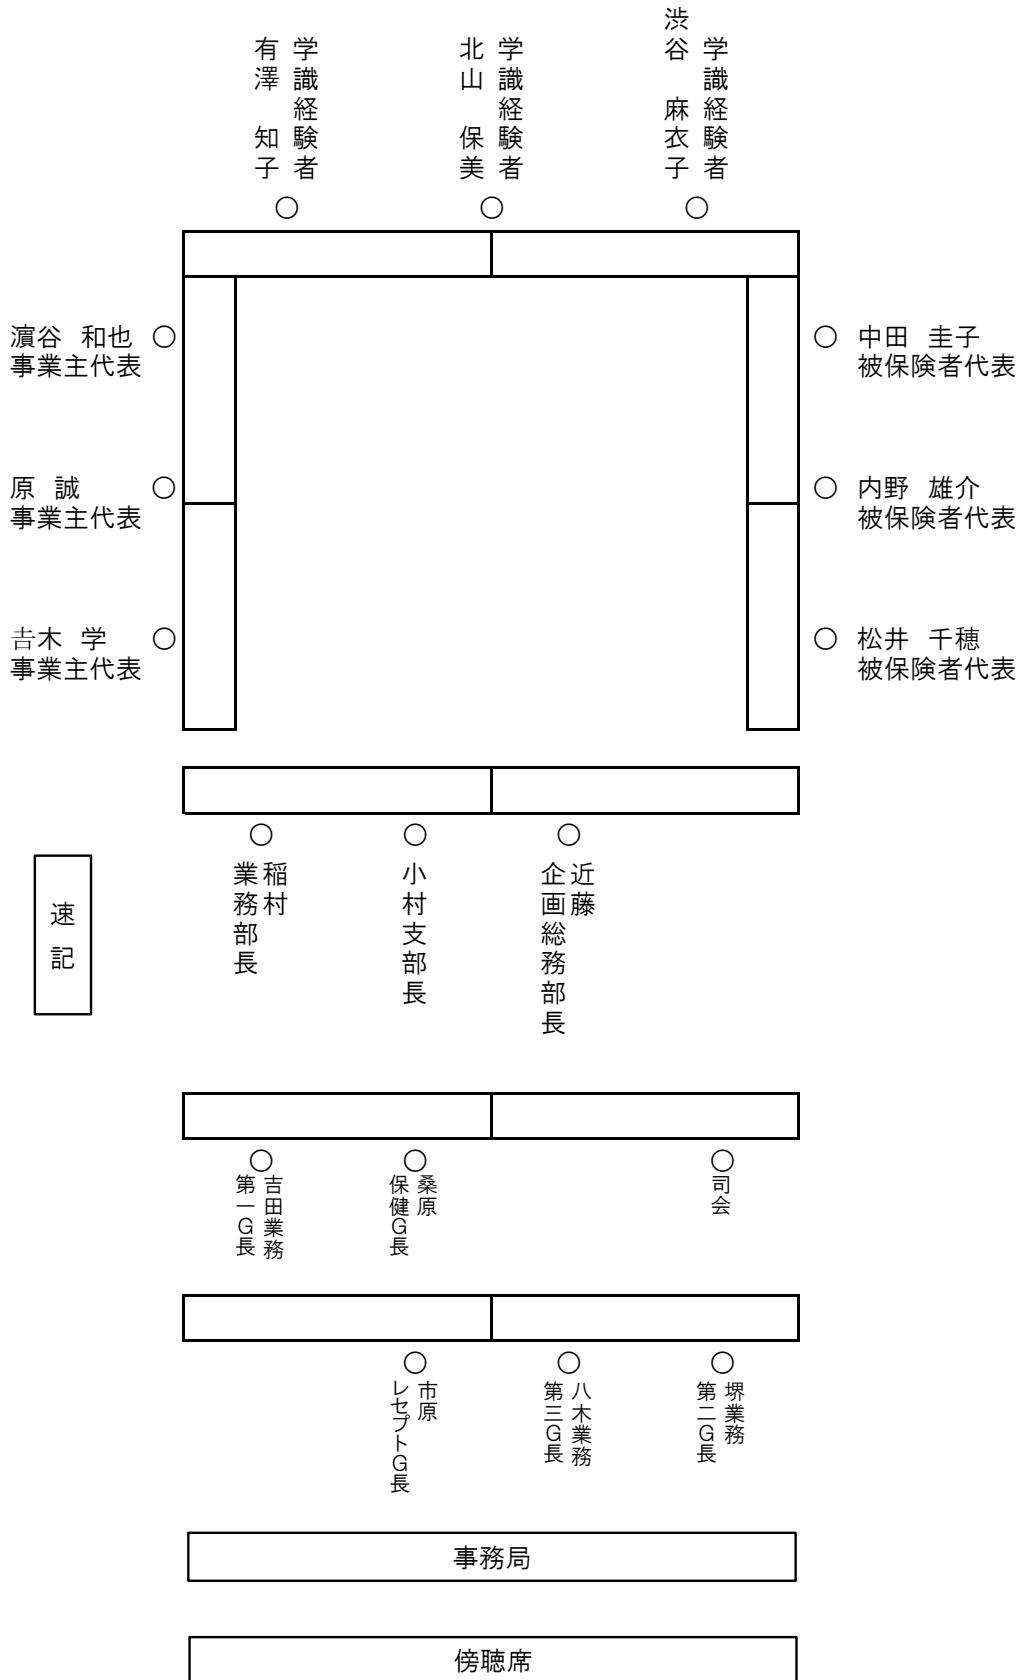 学識経験者
有澤 知子
学識経験者
北山 保美
学識経験者
渋谷 麻衣子
濵谷 和也
事業主代表
中田 圭子
被保険者代表
原 誠
事業主代表
内野 雄介
被保険者代表
𠮷木 学
事業主代表
松井 千穂
被保険者代表
速記
稲村
業務部長
小村支部長
近藤
企画総務部長
吉田業務
第一G長
桑原
保健G長
司会
市原
レセプトG長
八木業務
第三G長
堺業務
第二G長
事務局
傍聴席